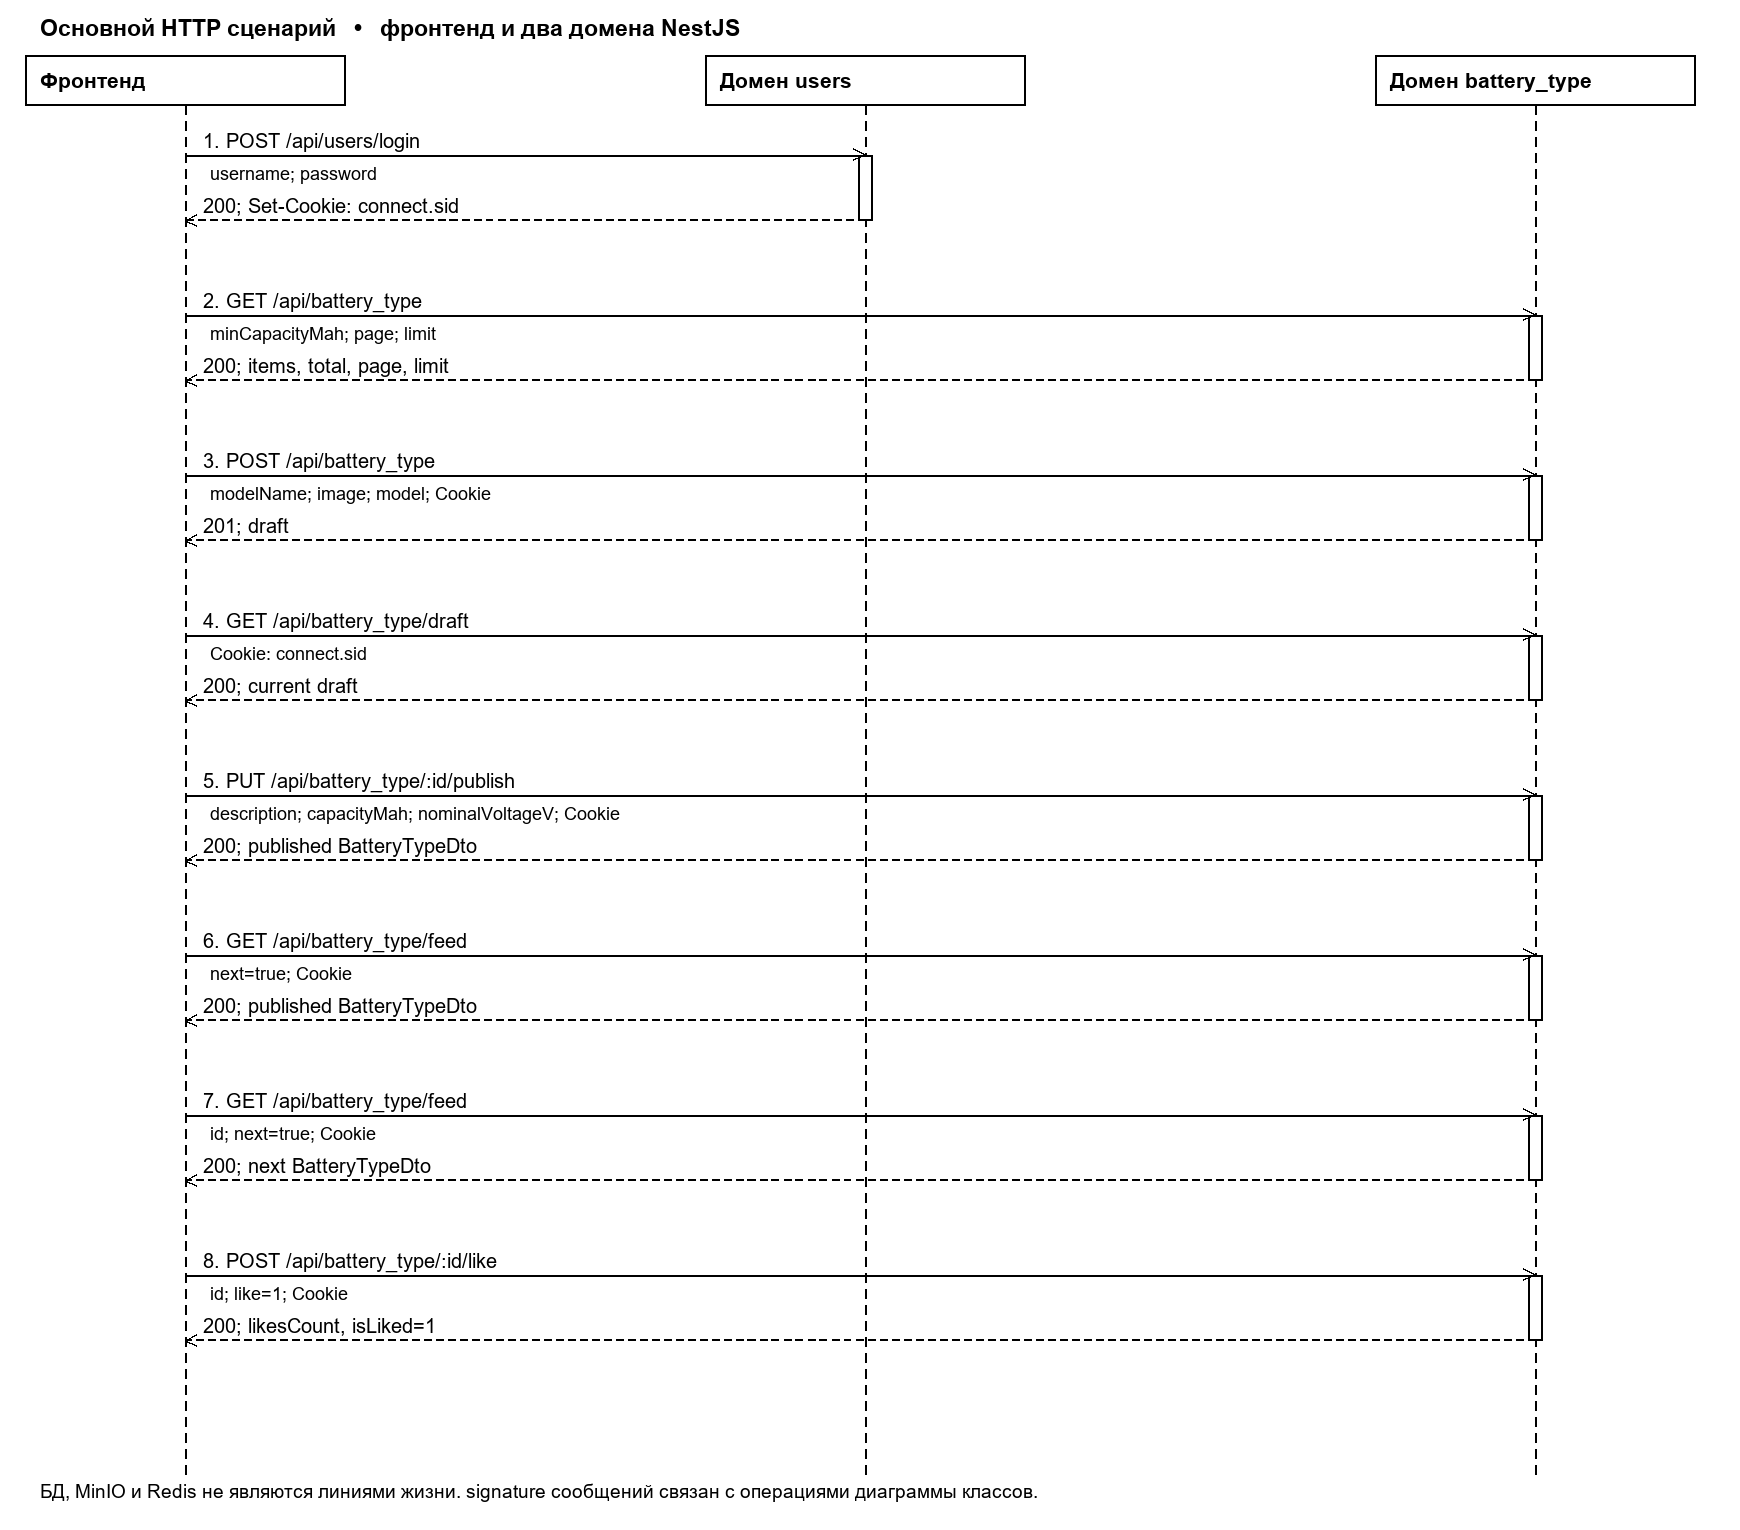 Основной HTTP сценарий • фронтенд и два домена NestJS
Фронтенд
Домен users
Домен battery_type
1. POST /api/users/login
username; password
200; Set-Cookie: connect.sid
2. GET /api/battery_type
minCapacityMah; page; limit
200; items, total, page, limit
3. POST /api/battery_type
modelName; image; model; Cookie
201; draft
4. GET /api/battery_type/draft
Cookie: connect.sid
200; current draft
5. PUT /api/battery_type/:id/publish
description; capacityMah; nominalVoltageV; Cookie
200; published BatteryTypeDto
6. GET /api/battery_type/feed
next=true; Cookie
200; published BatteryTypeDto
7. GET /api/battery_type/feed
id; next=true; Cookie
200; next BatteryTypeDto
8. POST /api/battery_type/:id/like
id; like=1; Cookie
200; likesCount, isLiked=1
БД, MinIO и Redis не являются линиями жизни. signature сообщений связан с операциями диаграммы классов.